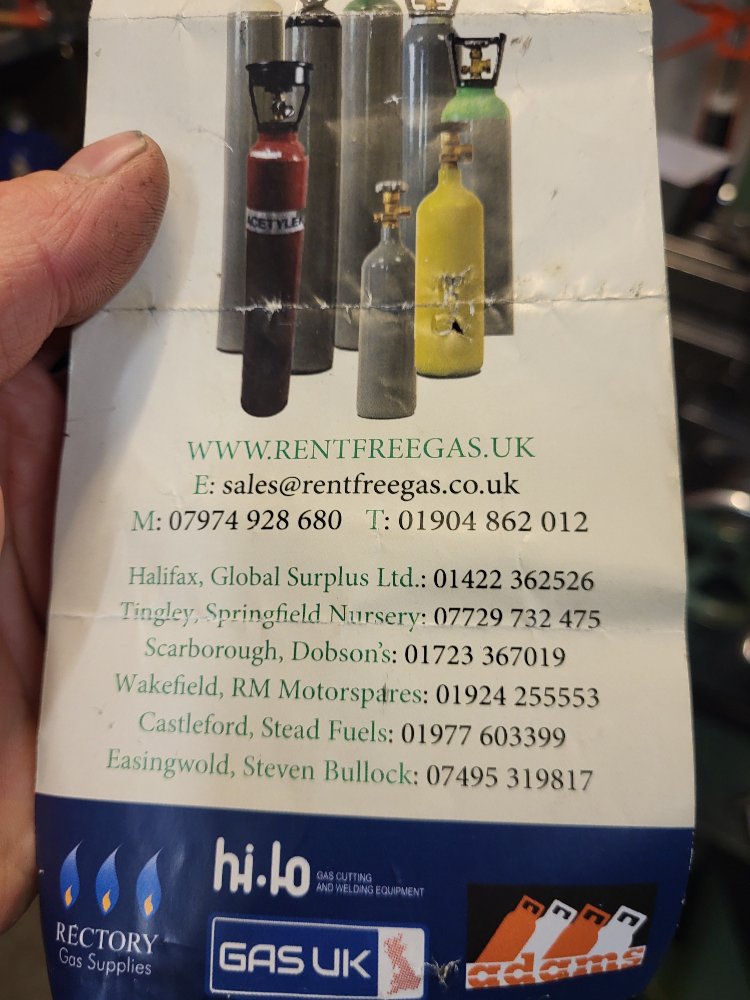 ACETYLE
WWW.RENTFREEGAS.UK
E: sales@rentfreegas.co.uk
M: 07974 928 680 T: 01904 862 012
Halifax, Global Surplus Ltd.: 01422 362526
Tingley, Springfield Nursery: 07729 732 475
Scarborough, Dobson's: 01723 367019
Wakefield, RM Motorspares: 01924 255553
Castleford, Stead Fuels: 01977 603399
Easingwold, Steven Bullock: 07495 319817
hi.lo
GAS CUTTING
AND WELDING EQUIPMENT
RECTORY
Gas Supplies
GAS UK
adams